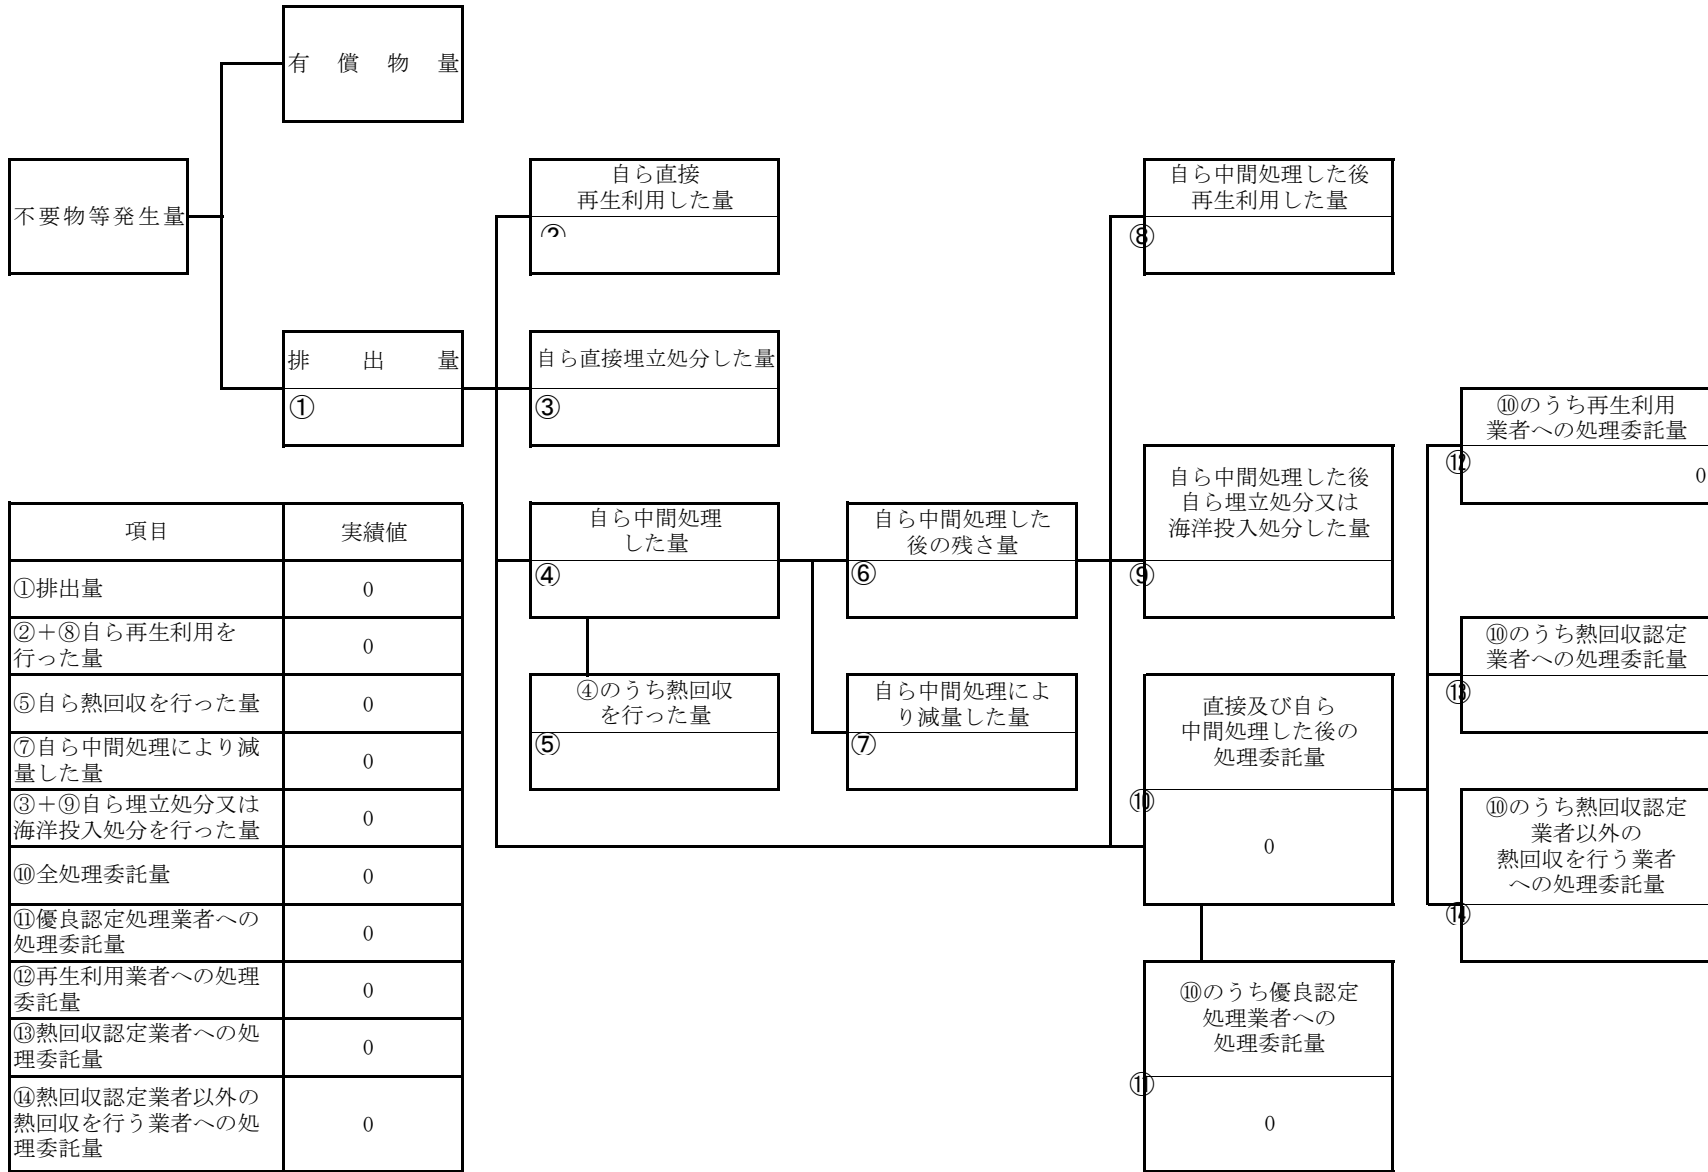 有償物量
不要物等発生量
自ら直接
再生利用した量
②
自ら中間処理した後
再生利用した量
⑧
排出量
①
自ら直接埋立処分した量
③
⑩のうち再生利用
業者への処理委託量
⑫
0
自ら中間処理
した量
④
自ら中間処理した
後の残さ量
⑥
自ら中間処理した後
自ら埋立処分又は
海洋投入処分した量
⑨
⑩のうち熱回収認定
業者への処理委託量
⑬
④のうち熱回収
を行った量
⑤
自ら中間処理によ
り減量した量
⑦
直接及び自ら
中間処理した後の
処理委託量
⑩
0
⑩のうち熱回収認定
業者以外の
熱回収を行う業者
への処理委託量
⑭
⑩のうち優良認定
処理業者への
処理委託量
⑪
0
項目 実績値
①排出量 0
②+⑧自ら再生利用を
行った量 0
⑤自ら熱回収を行った量 0
⑦自ら中間処理により減
量した量 0
③+⑨自ら埋立処分又は
海洋投入処分を行った量 0
⑩全処理委託量 0
⑪優良認定処理業者への
処理委託量 0
⑫再生利用業者への処理
委託量 0
⑬熱回収認定業者への処
理委託量 0
⑭熱回収認定業者以外の
熱回収を行う業者への処
理委託量 0